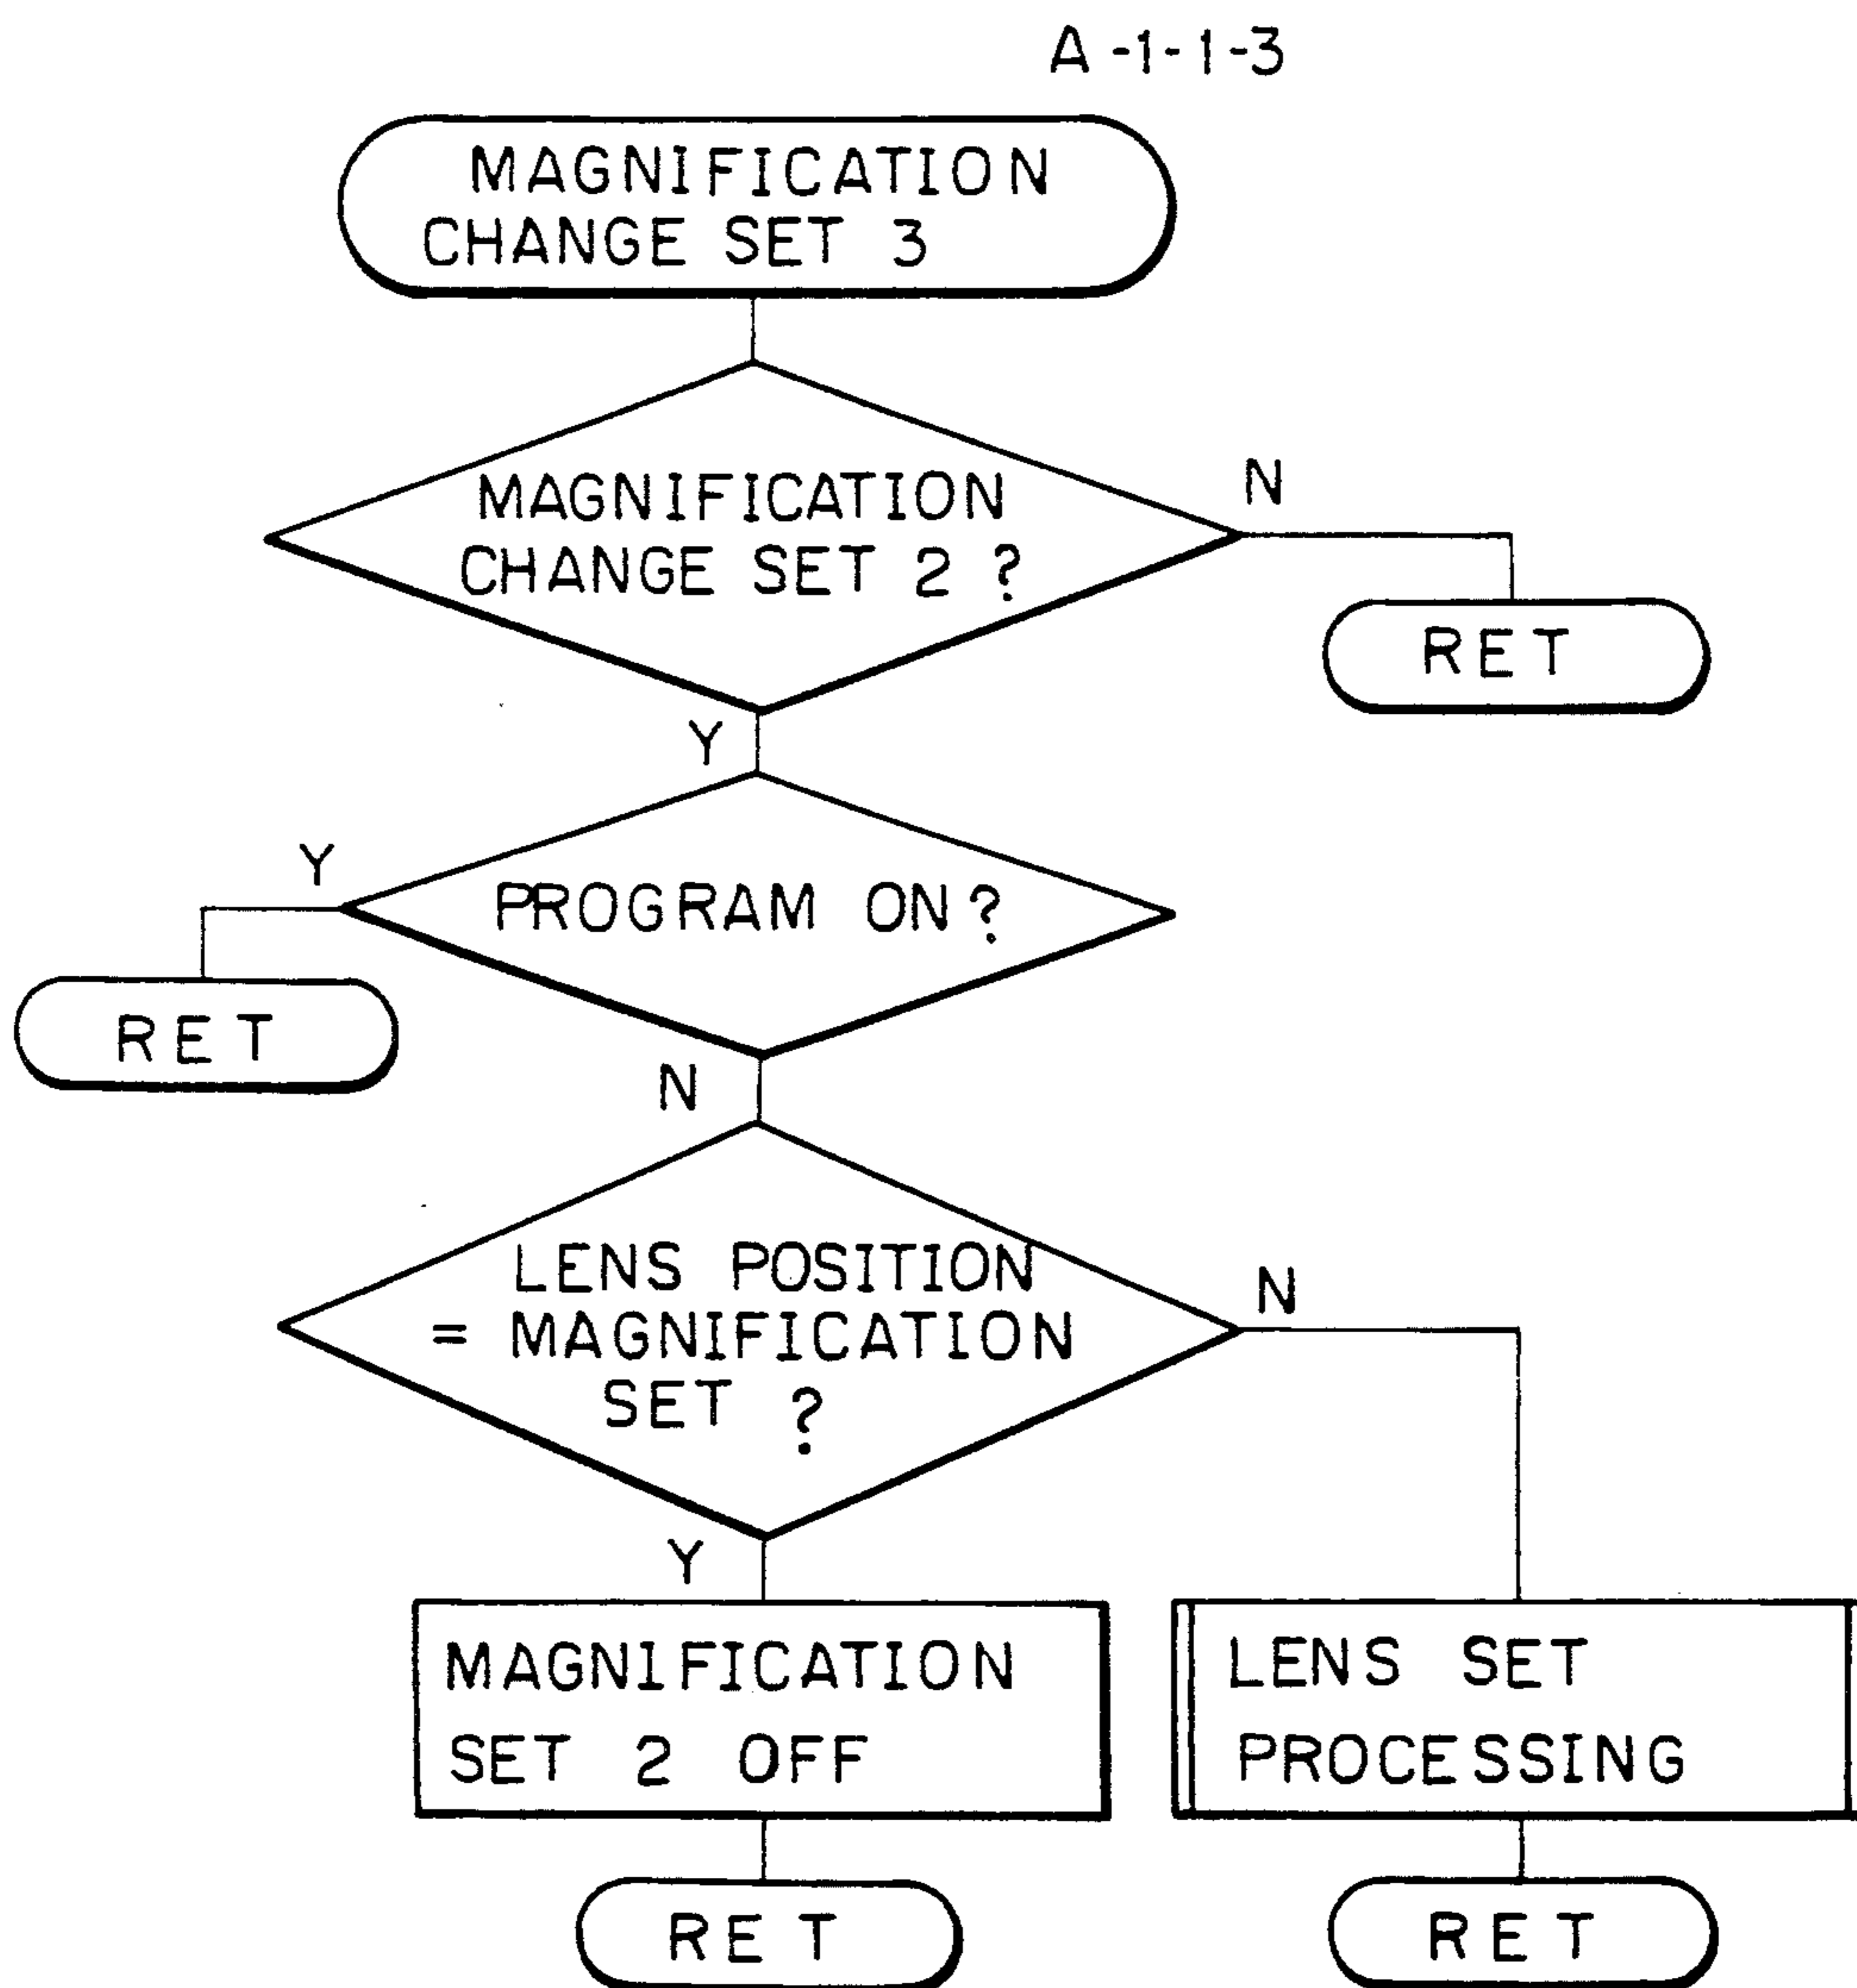 A-1-1-3
MAGNIFICATION
CHANGE SET 3
MAGNIFICATION
CHANGE SET 2 ?
N
RET
Y
Y
PROGRAM ON?
RET
N
LENS POSITION
= MAGNIFICATION
SET ?
N
Y
MAGNIFICATION
SET 2 OFF
LENS SET
PROCESSING
RET
RET